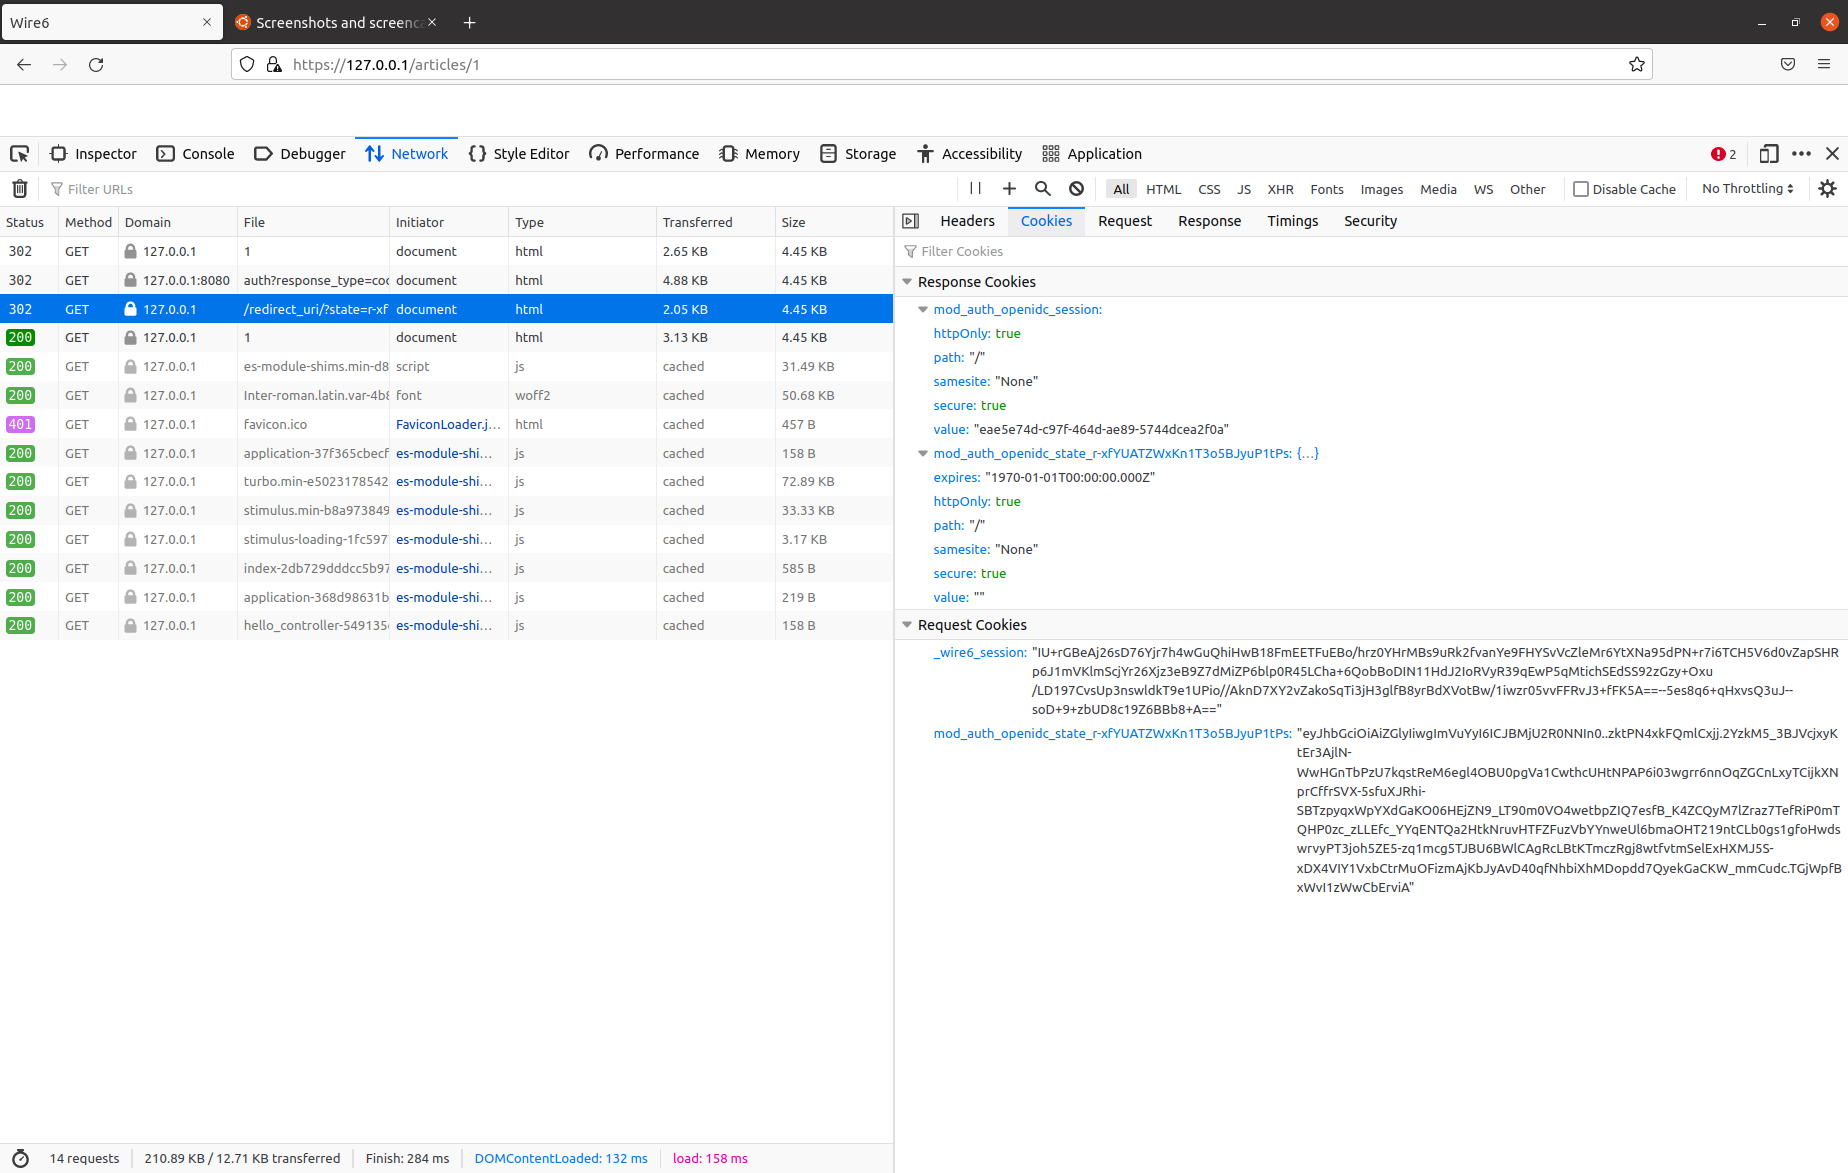 Wire6
Screenshots and screenca
https://127.0.0.1/articles/1
Inspector Console Debugger Network Style Editor Performance Memory Storage Accessibility Application 2
Filter URLs All HTML CSS JS XHR Fonts Images Media WS Other Disable Cache No Throttling
Status Method Domain File Initiator Type Transferred Size
302 GET 127.0.0.1 1 document html 2.65 KB 4.45 KB
302 GET 127.0.0.1:8080 auth?response_type=coc document html 4.88 KB 4.45 KB
302 GET 127.0.0.1 /redirect_uri/?state=r-xf document html 2.05 KB 4.45 KB
200 GET 127.0.0.1 1 document html 3.13 KB 4.45 KB
200 GET 127.0.0.1 es-module-shims.min-d8 script js cached 31.49 KB
200 GET 127.0.0.1 Inter-roman.latin.var-4b8 font woff2 cached 50.68 KB
401 GET 127.0.0.1 favicon.ico FaviconLoader.j... html cached 457 B
200 GET 127.0.0.1 application-37f365cbecf es-module-shi... js cached 158 B
200 GET 127.0.0.1 turbo.min-e5023178542 es-module-shi... js cached 72.89 KB
200 GET 127.0.0.1 stimulus.min-b8a973849 es-module-shi... js cached 33.33 KB
200 GET 127.0.0.1 stimulus-loading-1fc597 es-module-shi... js cached 3.17 KB
200 GET 127.0.0.1 index-2db729dddcc5b97 es-module-shi... js cached 585 B
200 GET 127.0.0.1 application-368d98631b es-module-shi... js cached 219 B
200 GET 127.0.0.1 hello_controller-549135 es-module-shi... js cached 158 B
Headers Cookies Request Response Timings Security
Filter Cookies
Response Cookies
mod_auth_openidc_session:
httpOnly: true
path: "/"
samesite: "None"
secure: true
value: "eae5e74d-c97f-464d-ae89-5744dcea2f0a"
mod_auth_openidc_state_r-xfYUATZWxKn1T3o5BJyuP1tPs: {…}
expires: "1970-01-01T00:00:00.000Z"
httpOnly: true
path: "/"
samesite: "None"
secure: true
value: ""
Request Cookies
_wire6_session: "IU+rGBeAj26sD76Yjr7h4wGuQhiHwB18FmEETFuEBo/hrz0YHrMBs9uRk2fvanYe9FHYSvVcZleMr6YtXNa95dPN+r7i6TCH5V6d0vZapSHR
p6J1mVKlmScjYr26Xjz3eB9Z7dMiZP6blp0R45LCha+6QobBoDIN11HdJ2IoRVyR39qEwP5qMtichSEdSS92zGzy+Oxu
/LD197CvsUp3nswldkT9e1UPio//AknD7XY2vZakoSqTi3jH3glfB8yrBdXVotBw/1iwzr05vvFFRvJ3+fFK5A==--5es8q6+qHxvsQ3uJ--
soD+9+zbUD8c19Z6BBb8+A=="
mod_auth_openidc_state_r-xfYUATZWxKn1T3o5BJyuP1tPs: "eyJhbGciOiAiZGlyIiwgImVuYyI6ICJBMjU2R0NNIn0..zktPN4xkFQmlCxjj.2YzkM5_3BJVcjxyK
tEr3AjlN-
WwHGnTbPzU7kqstReM6egl4OBU0pgVa1CwthcUHtNPAP6i03wgrr6nnOqZGCnLxyTCijkXN
prCffrSVX-5sfuXJRhi-
SBTzpyqxWpYXdGaKO06HEjZN9_LT90m0VO4wetbpZIQ7esfB_K4ZCQyM7lZraz7TefRiP0mT
QHP0zc_zLLEfc_YYqENTQa2HtkNruvHTFZFuzVbYYnweUl6bmaOHT219ntCLb0gs1gfoHwds
wrvyPT3joh5ZE5-zq1mcg5TJBU6BWlCAgRcLBtKTmczRgj8wtfvtmSelExHXMJ5S-
xDX4VIY1VxbCtrMuOFizmAjKbJyAvD40qfNhbiXhMDopdd7QyekGaCKW_mmCudc.TGjWpfB
xWvI1zWwCbErviA"
14 requests 210.89 KB / 12.71 KB transferred Finish: 284 ms DOMContentLoaded: 132 ms load: 158 ms